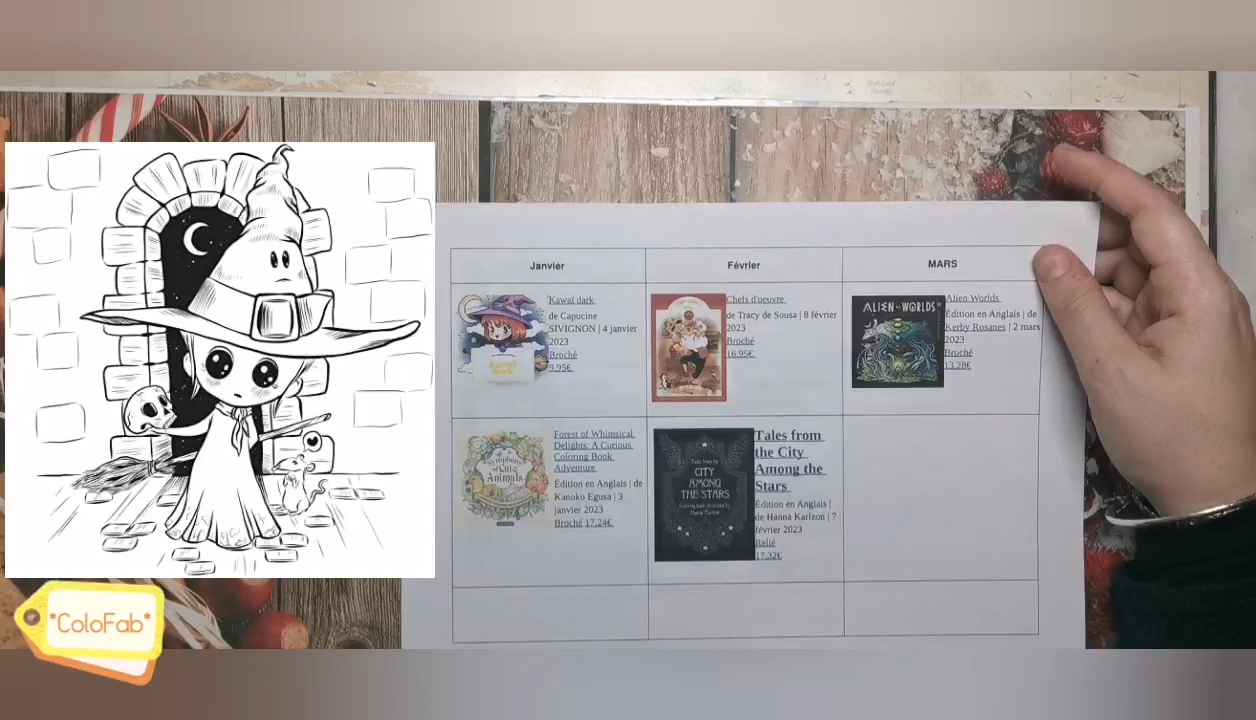 Janvier
Février
MARS
Kawaï dark
de Capucine
SIVIGNON | 4 janvier
2023
Broché
9,95€
Chefs d'oeuvre
de Tracy de Sousa | 8 février
2023
Broché
16,95€
ALIEN WORLDS
Alien Worlds
Édition en Anglais | de
Kerby Rosanes | 2 mars
2023
Broché
13,28€
Symphony
of Cute
Animals
Forest of Whimsical
Delights: A Curious
Coloring Book
Adventure
Édition en Anglais | de
Kanoko Egusa | 3
janvier 2023
Broché 17,24€
Tales from the
CITY
AMONG
THE STARS
Tales from
the City
Among the
Stars
Édition en Anglais |
de Hanna Karlzon | 7
février 2023
Relié
17,32€
*ColoFab*